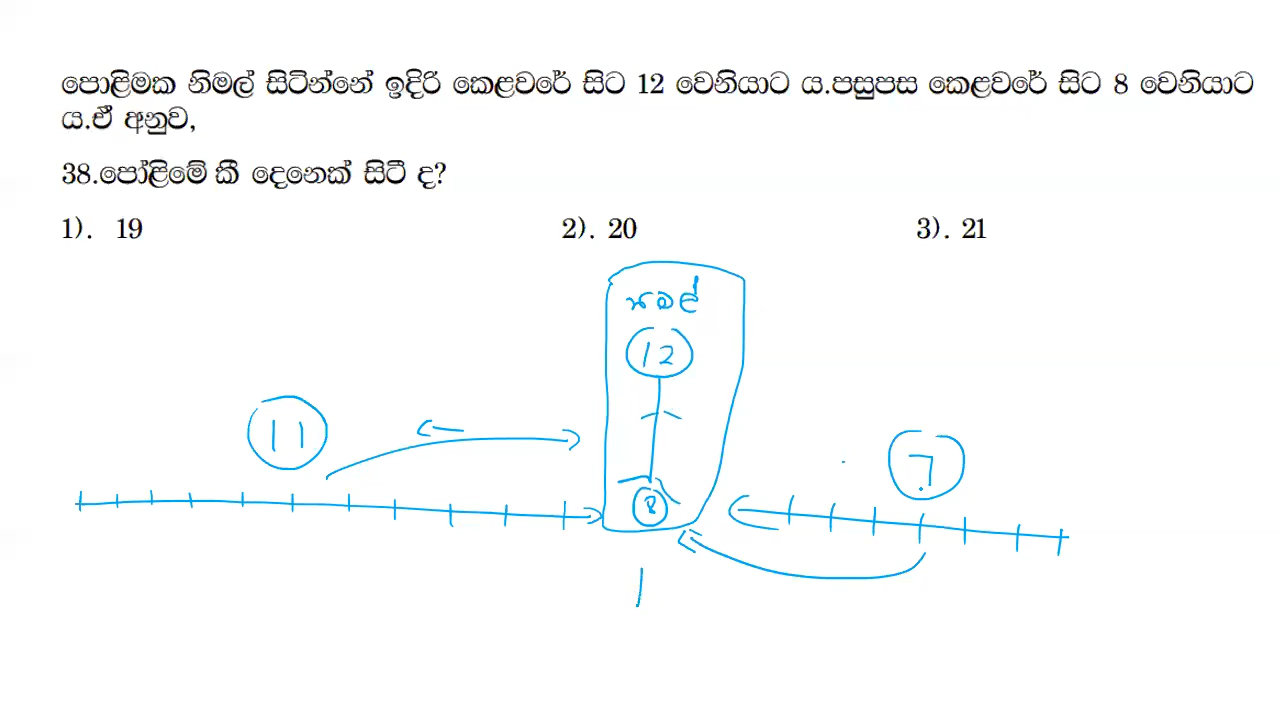 පොළිමක නිමල් සිටින්නේ ඉදිරි කෙළවරේ සිට 12 වෙනියාට ය.පසුපස කෙළවරේ සිට 8 වෙනියාට
ය.ඒ අනුව,
38.පෝළිමේ කී දෙනෙක් සිටී ද?
1). 19 2). 20 3). 21
නිමල්
12
11
7
8
1